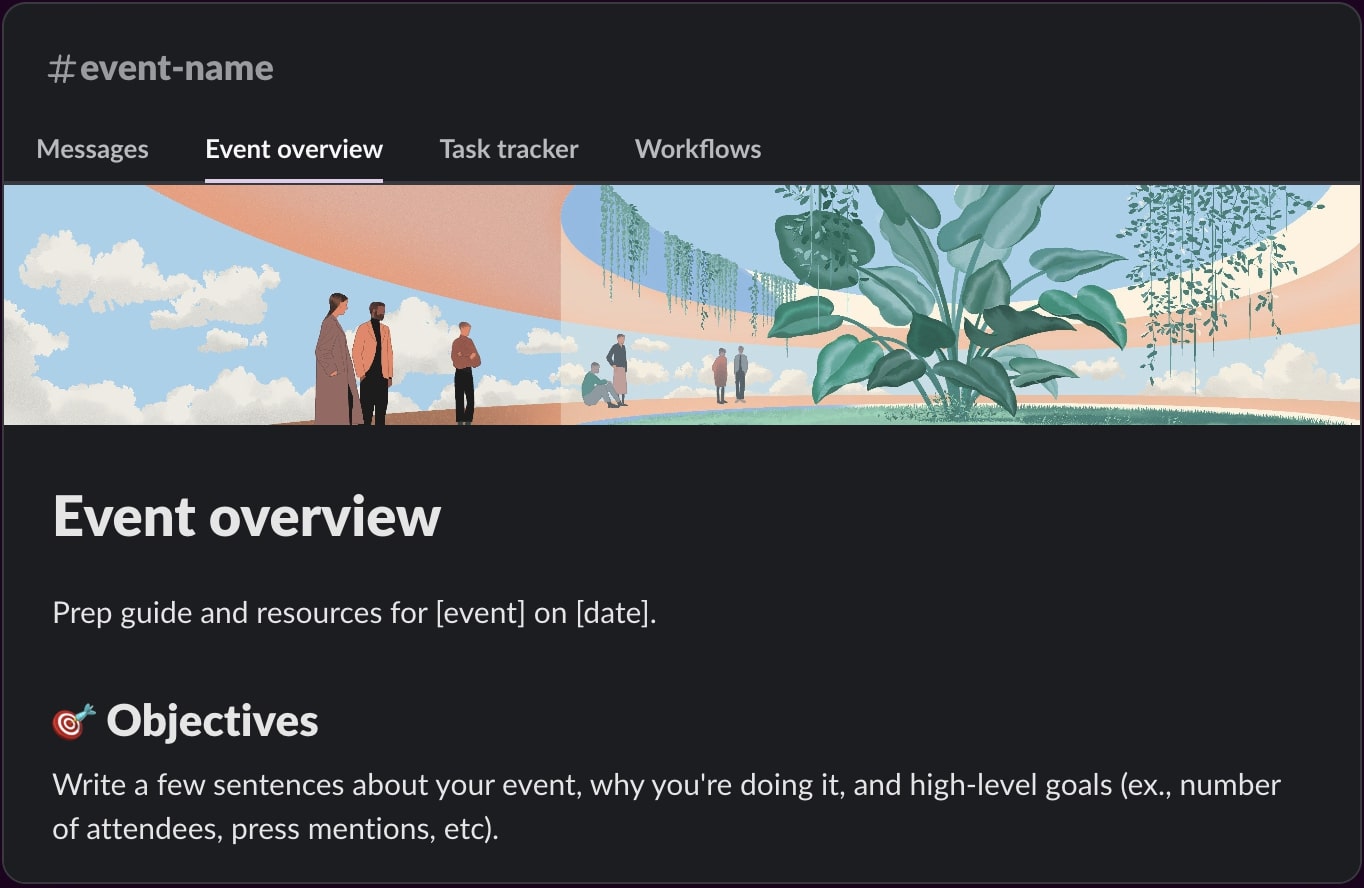 #event-name
Messages Event overview Task tracker Workflows
Event overview
Prep guide and resources for [event] on [date].
🎯 Objectives
Write a few sentences about your event, why you're doing it, and high-level goals (ex., number
of attendees, press mentions, etc).